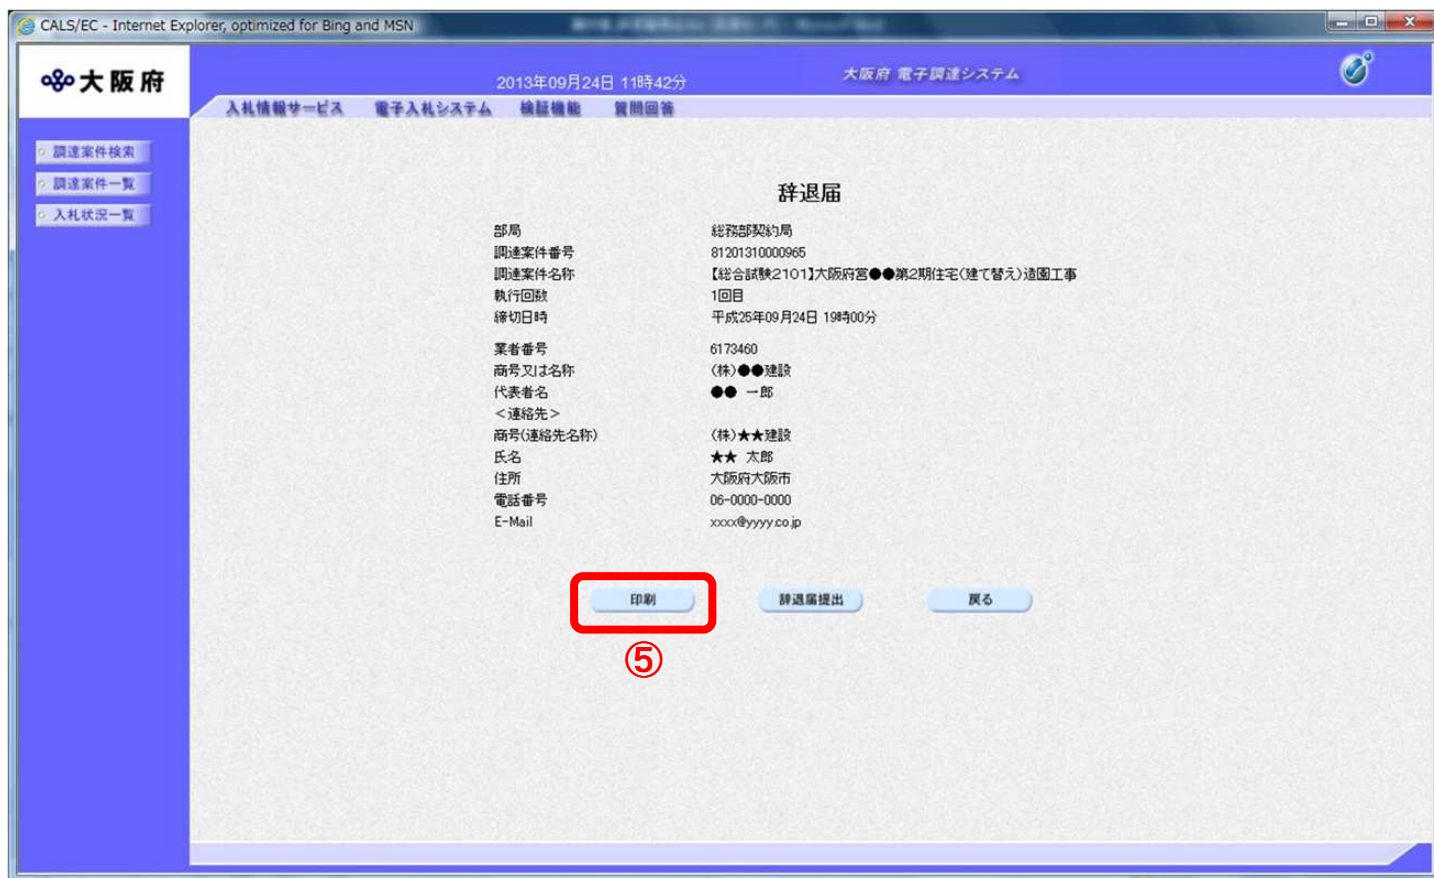 CALS/EC - Internet Explorer, optimized for Bing and MSN
大阪府
2013年09月24日 11時42分
大阪府 電子調達システム
入札情報サービス 電子入札システム 検証機能 質問回答
調達案件検索
調達案件一覧
入札状況一覧
辞退届
部局 総務部契約局
調達案件番号 81201310000965
調達案件名称 【総合試験2101】大阪府営●●第2期住宅(建て替え)造園工事
執行回数 1回目
締切日時 平成25年09月24日 19時00分
業者番号 6173460
商号又は名称 (株)●●建設
代表者名 ●● 一郎
<連絡先>
商号(連絡先名称) (株)★★建設
氏名 ★★ 太郎
住所 大阪府大阪市
電話番号 06-0000-0000
E-Mail xxxx@yyyy.co.jp
印刷 辞退届提出 戻る
⑤